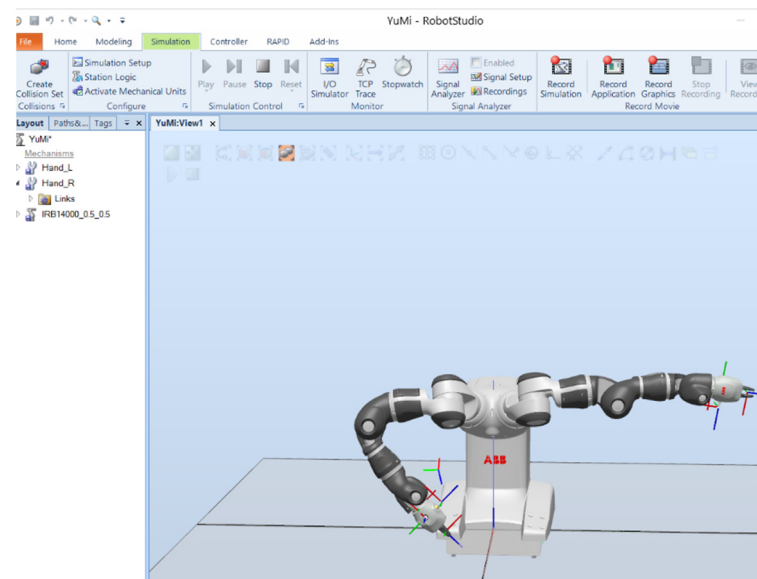 YuMi - RobotStudio
File Home Modeling Simulation Controller RAPID Add-Ins
Create Collision Set
Collisions
Simulation Setup
Station Logic
Activate Mechanical Units
Configure
Play Pause Stop Reset
Simulation Control
I/O Simulator
TCP Trace
Stopwatch
Monitor
Signal Analyzer
Enabled
Signal Setup
Recordings
Signal Analyzer
Record Simulation
Record Application
Record Graphics
Stop Recording
View
Record
Record Movie
Layout Paths&... Tags
YuMi:View1
YuMi*
Mechanisms
Hand_L
Hand_R
Links
IRB14000_0.5_0.5
ABB